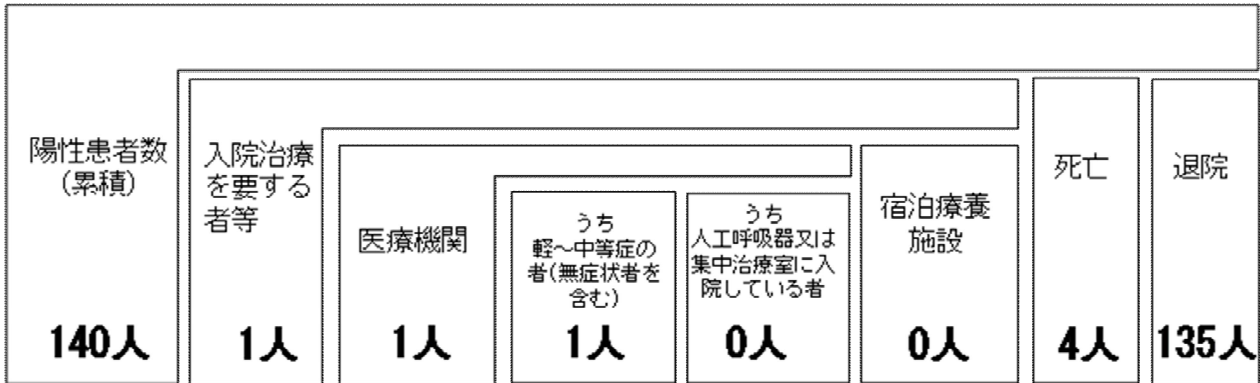 陽性患者数
(累積)
140人
入院治療
を要する
者等
1人
医療機関
1人
うち
軽～中等症の
者(無症状者を
含む)
1人
うち
人工呼吸器又は
集中治療室に入
院している者
0人
宿泊療養
施設
0人
死亡
4人
退院
135人